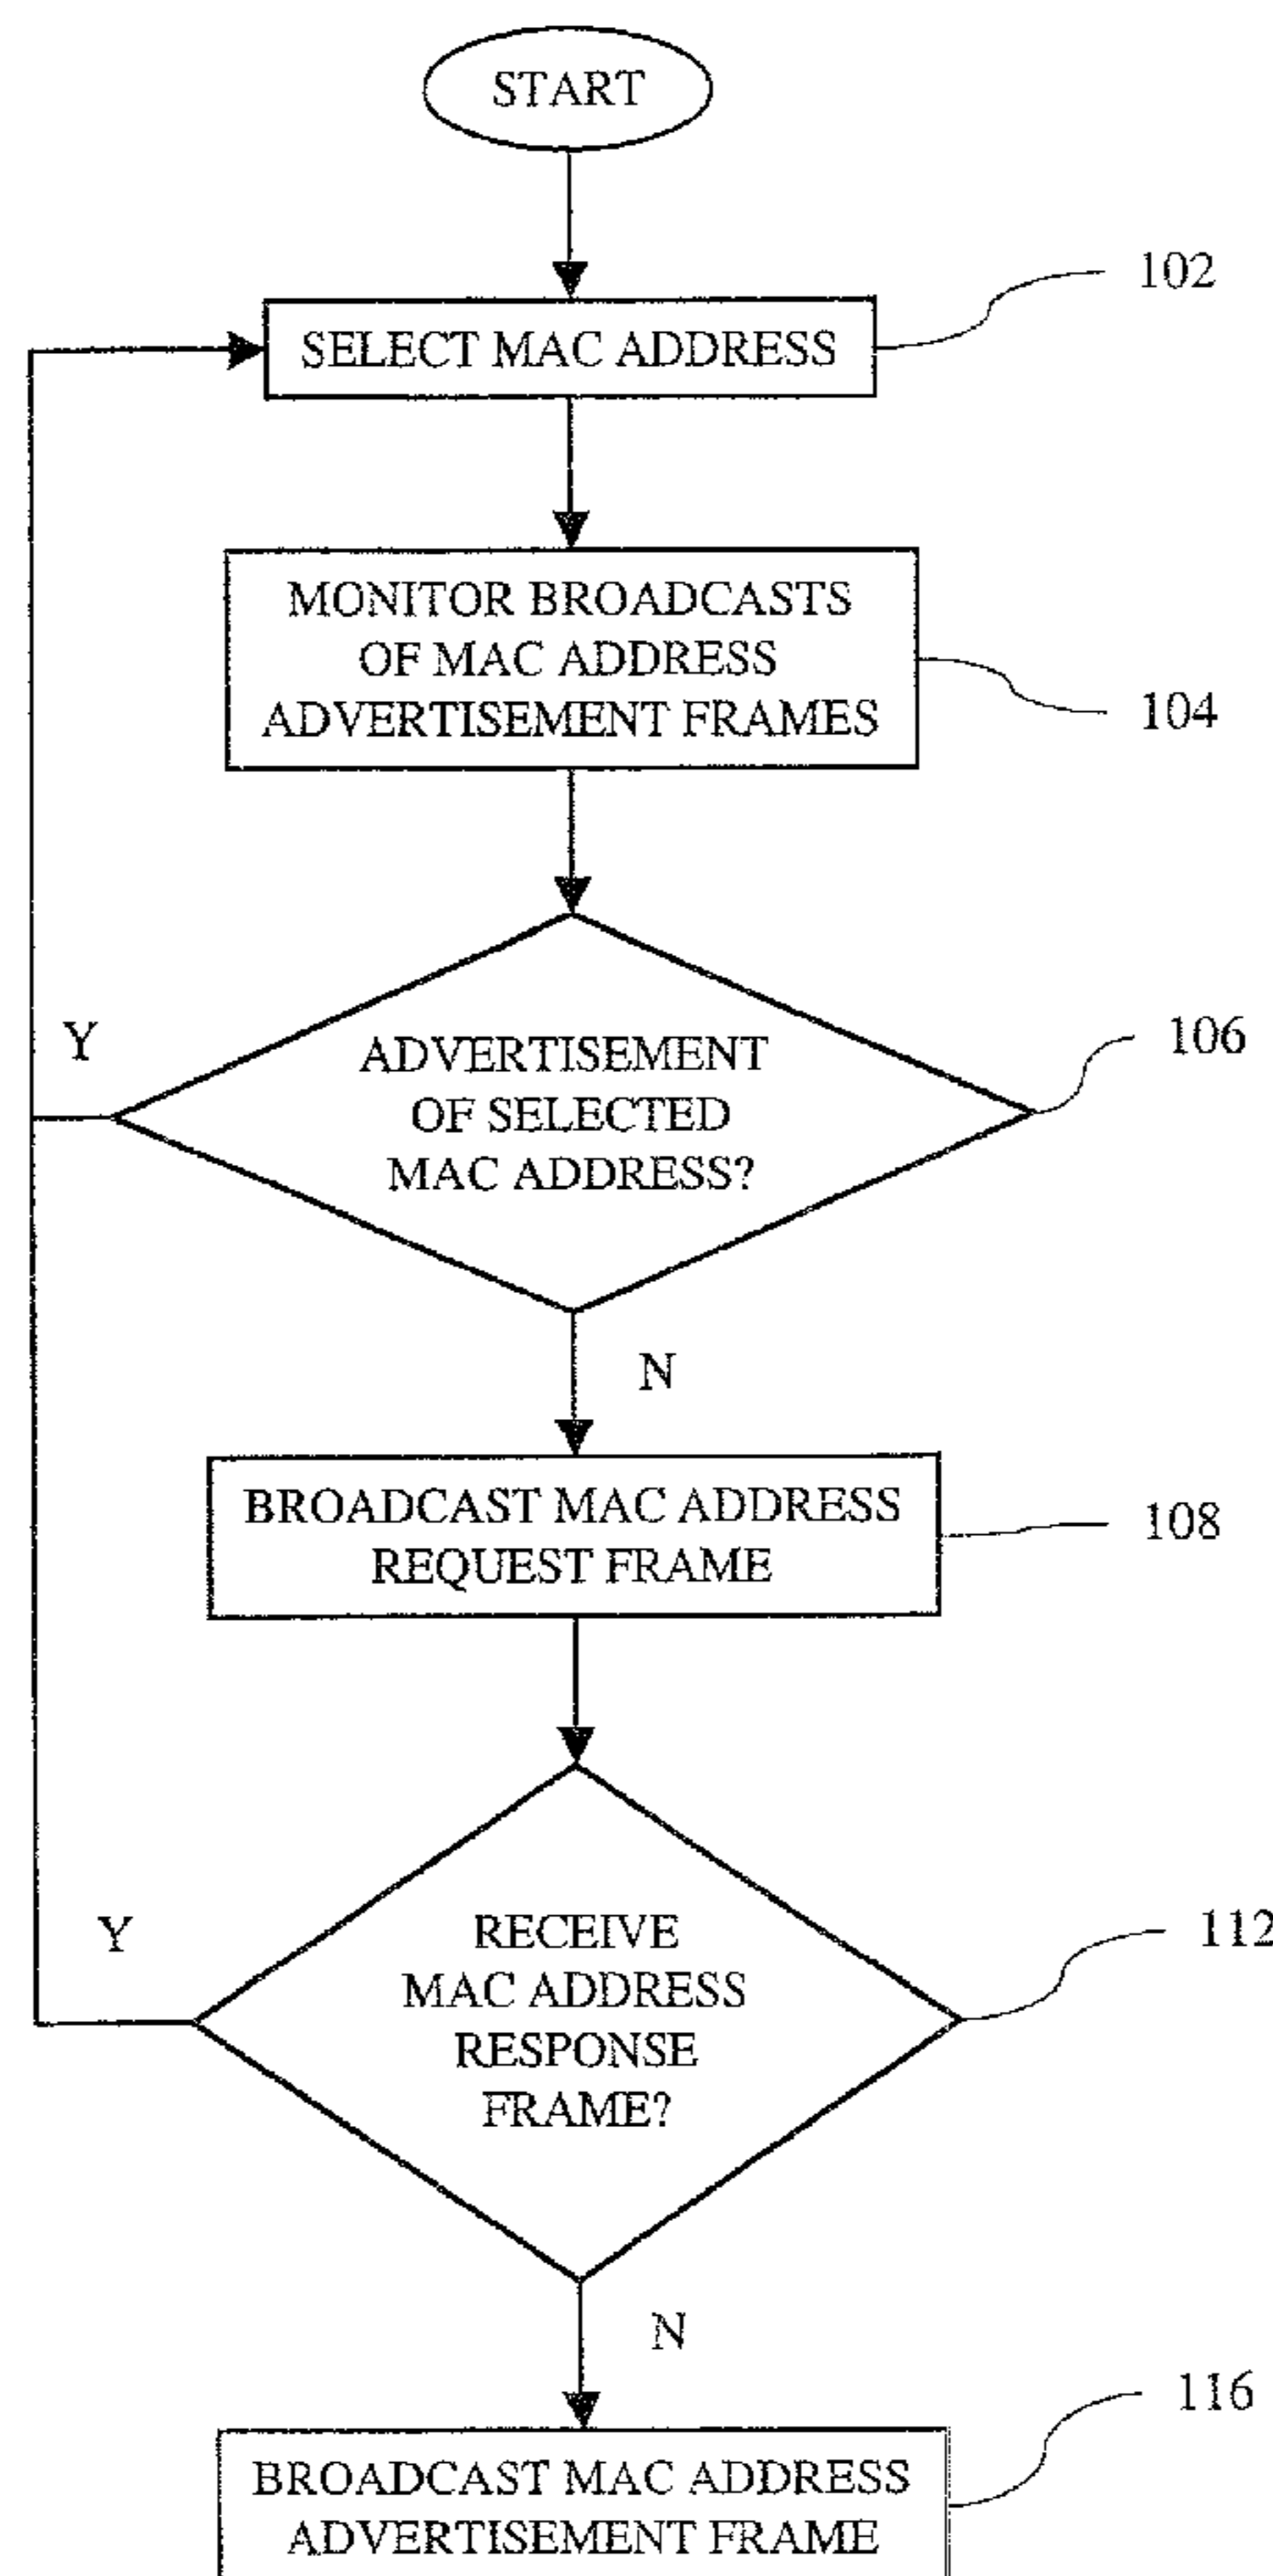 START
102
SELECT MAC ADDRESS
MONITOR BROADCASTS
OF MAC ADDRESS
ADVERTISEMENT FRAMES
104
Y
ADVERTISEMENT
OF SELECTED
MAC ADDRESS?
106
N
BROADCAST MAC ADDRESS
REQUEST FRAME
108
Y
RECEIVE
MAC ADDRESS
RESPONSE
FRAME?
112
N
116
BROADCAST MAC ADDRESS
ADVERTISEMENT FRAME